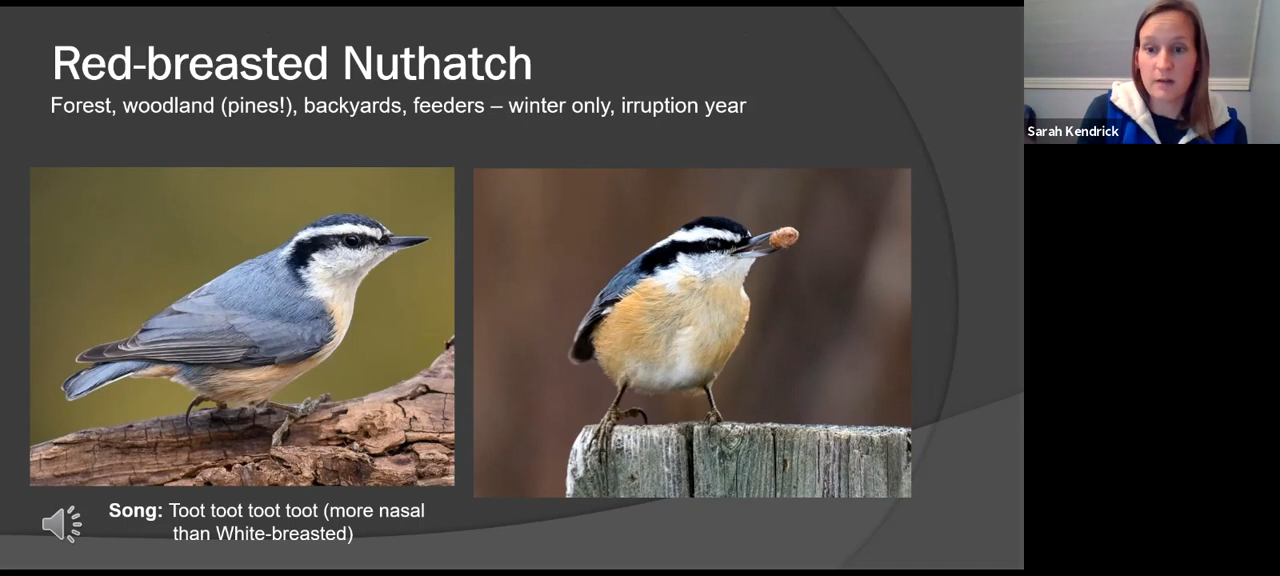 Red-breasted Nuthatch
Forest, woodland (pines!), backyards, feeders – winter only, irruption year
Sarah Kendrick
Song: Toot toot toot toot (more nasal
than White-breasted)